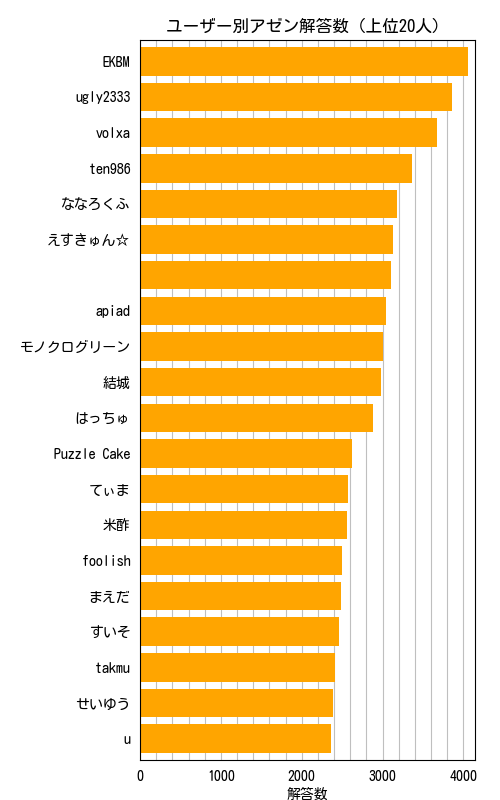 ユーザー別アゼン解答数 (上位20人)
EKBM
ugly2333
volxa
ten986
ななろくふ
えすきゅん☆
apiad
モノクログリーン
結城
はっちゅ
Puzzle Cake
てぃま
米酢
foolish
まえだ
すいそ
takmu
せいゆう
u
0 1000 2000 3000 4000
解答数